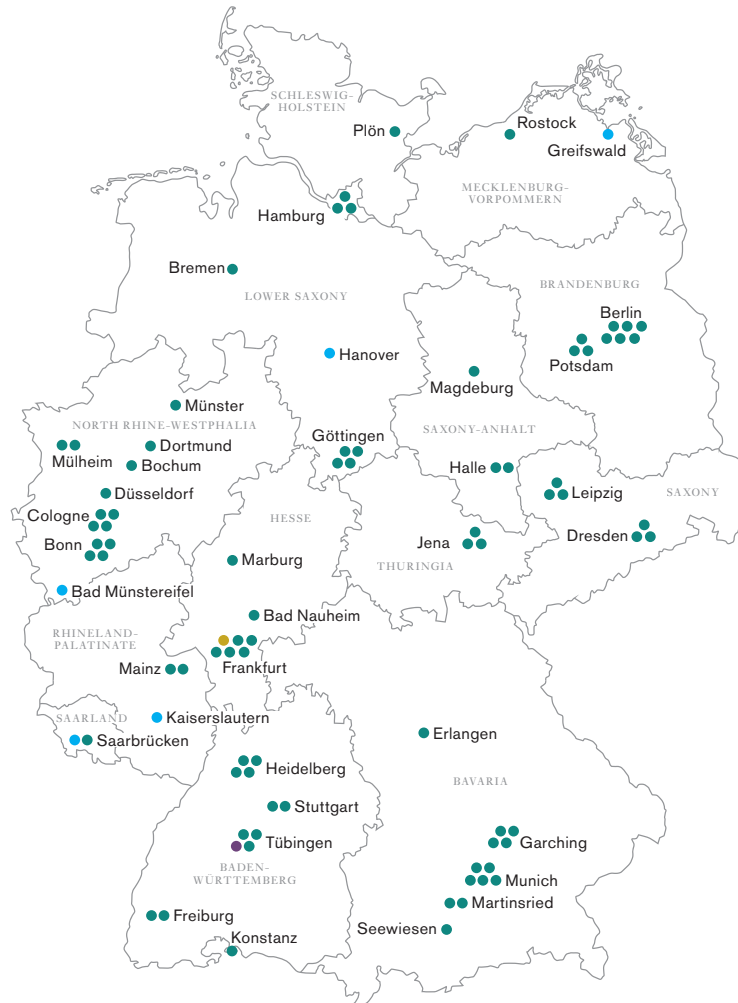 SCHLESWIG-
HOLSTEIN
Plön
Rostock
Greifswald
MECKLENBURG-
VORPOMMERN
Hamburg
Bremen
LOWER SAXONY
BRANDENBURG
Berlin
Potsdam
Hanover
Magdeburg
Münster
NORTH RHINE-WESTPHALIA
SAXONY-ANHALT
Göttingen
Dortmund
Mülheim
Bochum
Halle
Düsseldorf
Leipzig
SAXONY
Cologne
HESSE
Bonn
Jena
Dresden
Marburg
THURINGIA
Bad Münstereifel
Bad Nauheim
RHINELAND-
PALATINATE
Mainz
Frankfurt
SAARLAND
Kaiserslautern
Saarbrücken
Erlangen
Heidelberg
BAVARIA
Stuttgart
Tübingen
Garching
BADEN-
WÜRTTEMBERG
Munich
Martinsried
Freiburg
Seewiesen
Konstanz